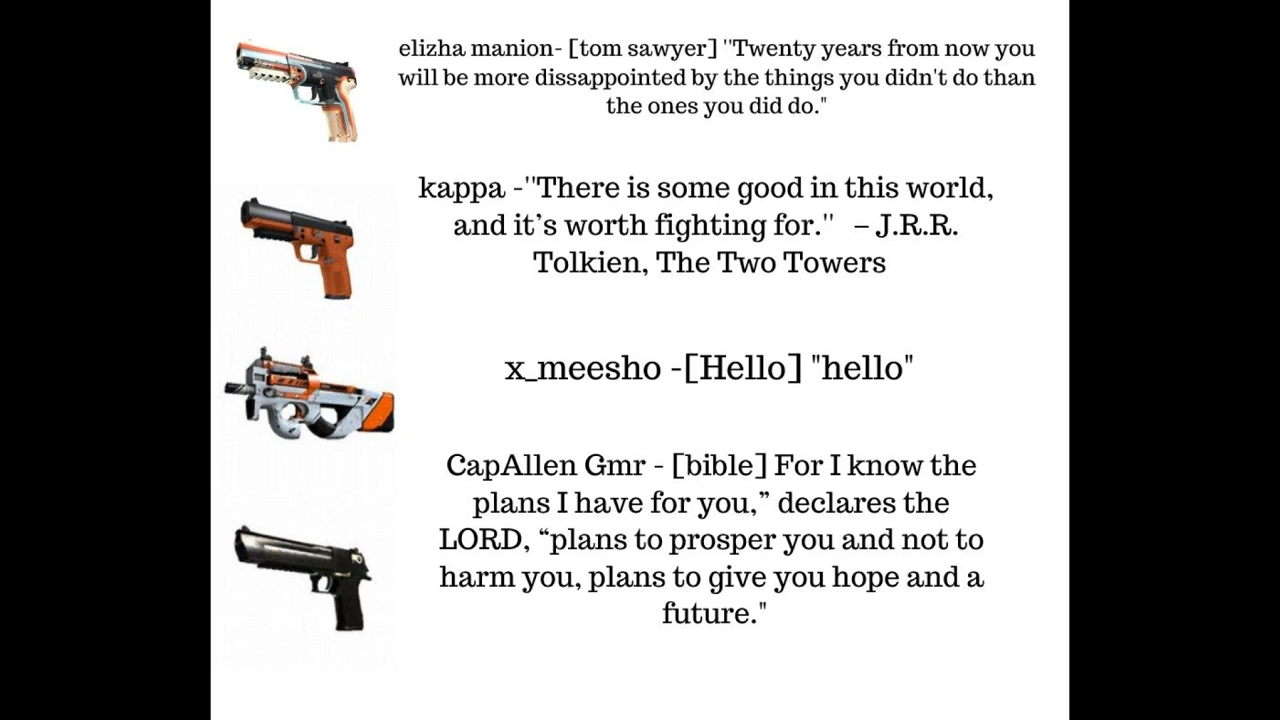 elizha manion- [tom sawyer] "Twenty years from now you
will be more dissappointed by the things you didn't do than
the ones you did do."
kappa -"There is some good in this world,
and it’s worth fighting for." – J.R.R.
Tolkien, The Two Towers
x_meesho -[Hello] "hello"
CapAllen Gmr - [bible] For I know the
plans I have for you,” declares the
LORD, “plans to prosper you and not to
harm you, plans to give you hope and a
future."